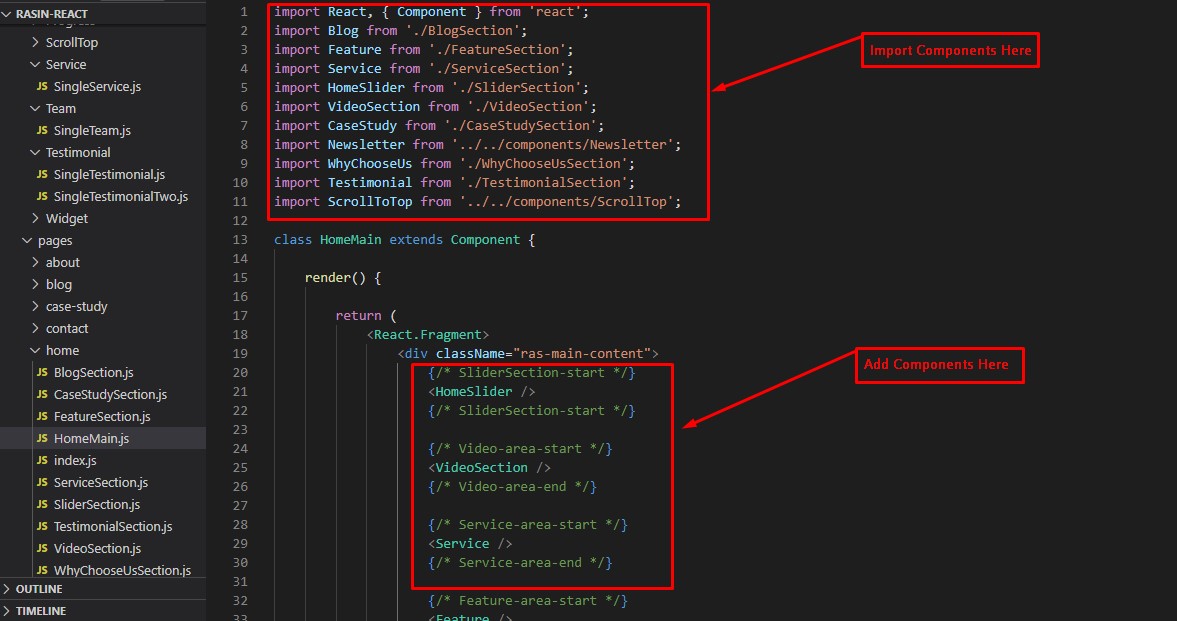 RASIN-REACT
Progress
ScrollTop
Service
JS SingleService.js
Team
JS SingleTeam.js
Testimonial
JS SingleTestimonial.js
JS SingleTestimonialTwo.js
Widget
pages
about
blog
case-study
contact
home
JS BlogSection.js
JS CaseStudySection.js
JS FeatureSection.js
JS HomeMain.js
JS index.js
JS ServiceSection.js
JS SliderSection.js
JS TestimonialSection.js
JS VideoSection.js
JS WhyChooseUsSection.js
OUTLINE
TIMELINE
1 import React, { Component } from 'react';
2 import Blog from './BlogSection';
3 import Feature from './FeatureSection';
4 import Service from './ServiceSection';
5 import HomeSlider from './SliderSection';
6 import VideoSection from './VideoSection';
7 import CaseStudy from './CaseStudySection';
8 import Newsletter from '../../components/Newsletter';
9 import WhyChooseUs from './WhyChooseUsSection';
10 import Testimonial from './TestimonialSection';
11 import ScrollToTop from '../../components/ScrollTop';
12
13 class HomeMain extends Component {
14
15 render() {
16
17 return (
18 <React.Fragment>
19 <div className="ras-main-content">
20 {/* SliderSection-start */}
21 <HomeSlider />
22 {/* SliderSection-start */}
23
24 {/* Video-area-start */}
25 <VideoSection />
26 {/* Video-area-end */}
27
28 {/* Service-area-start */}
29 <Service />
30 {/* Service-area-end */}
31
32 {/* Feature-area-start */}
33 <Feature />
Import Components Here
Add Components Here